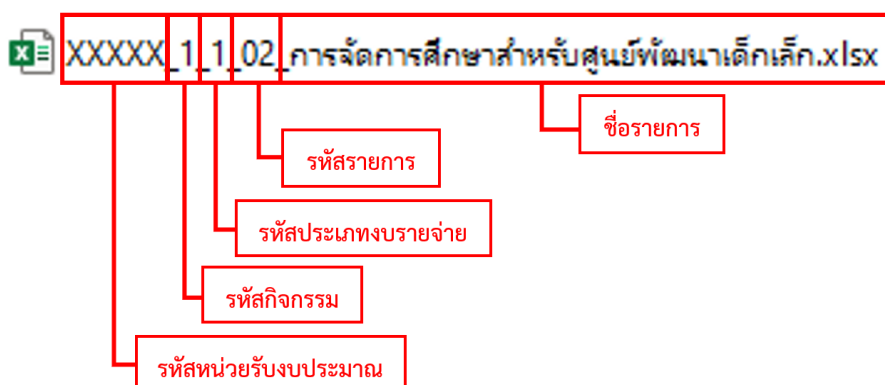 XXXXX_1_1_02_การจัดการศึกษาสำหรับศูนย์พัฒนาเด็กเล็ก.xlsx
ชื่อรายการ
รหัสรายการ
รหัสประเภทงบรายจ่าย
รหัสกิจกรรม
รหัสหน่วยรับงบประมาณ